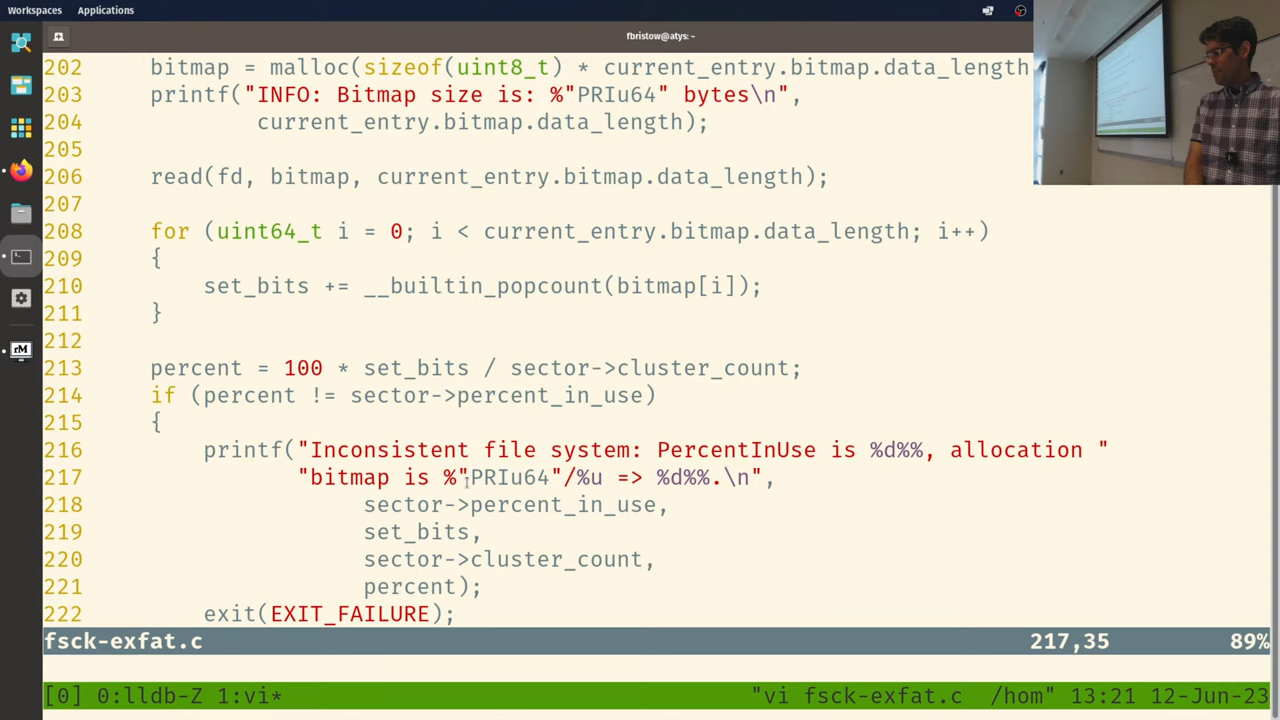 Workspaces Applications
fbristow@atys: ~
202 bitmap = malloc(sizeof(uint8_t) * current_entry.bitmap.data_length
203 printf("INFO: Bitmap size is: %"PRIu64" bytes\n",
204 current_entry.bitmap.data_length);
205
206 read(fd, bitmap, current_entry.bitmap.data_length);
207
208 for (uint64_t i = 0; i < current_entry.bitmap.data_length; i++)
209 {
210 set_bits += __builtin_popcount(bitmap[i]);
211 }
212
213 percent = 100 * set_bits / sector->cluster_count;
214 if (percent != sector->percent_in_use)
215 {
216 printf("Inconsistent file system: PercentInUse is %d%%, allocation "
217 "bitmap is %"PRIu64"/%u => %d%%.\n",
218 sector->percent_in_use,
219 set_bits,
220 sector->cluster_count,
221 percent);
222 exit(EXIT_FAILURE);
fsck-exfat.c 217,35 89%
[0] 0:lldb-Z 1:vi* "vi fsck-exfat.c /hom" 13:21 12-Jun-23
rM